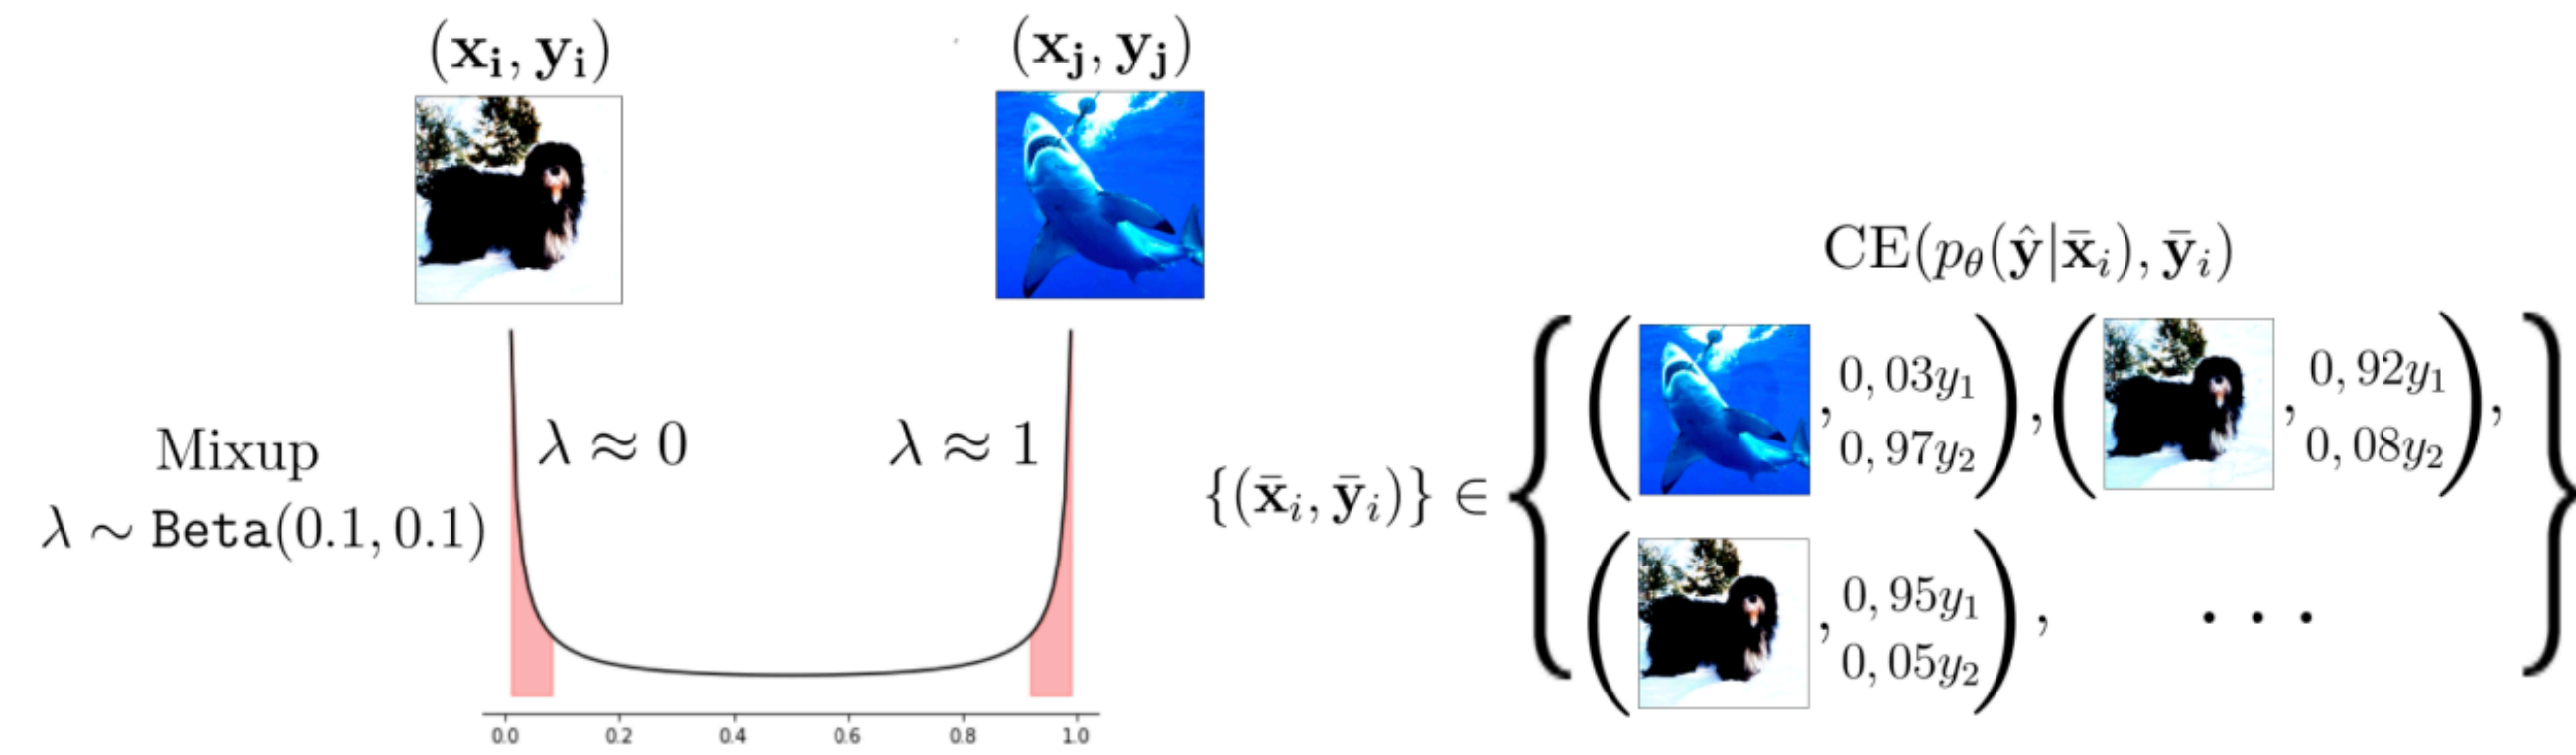 (x_i, y_i)
(x_j, y_j)
Mixup
λ ∼ Beta(0.1, 0.1)
λ ≈ 0
λ ≈ 1
0.0 0.2 0.4 0.6 0.8 1.0
CE(p_θ(ŷ|x̄_i), ȳ_i)
{(x̄_i, ȳ_i)} ∈
{( , 0,03y_1
0,97y_2 ),
( , 0,92y_1
0,08y_2 ),
( , 0,95y_1
0,05y_2 ), · · · }